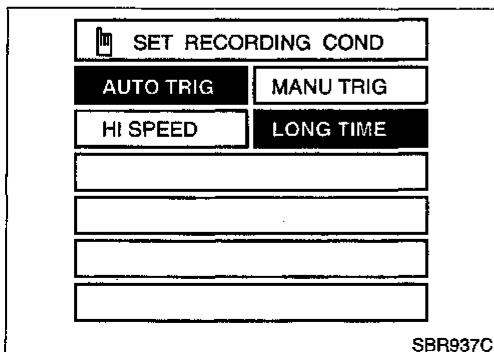 SET RECORDING COND
AUTO TRIG MANU TRIG
HI SPEED LONG TIME
SBR937C